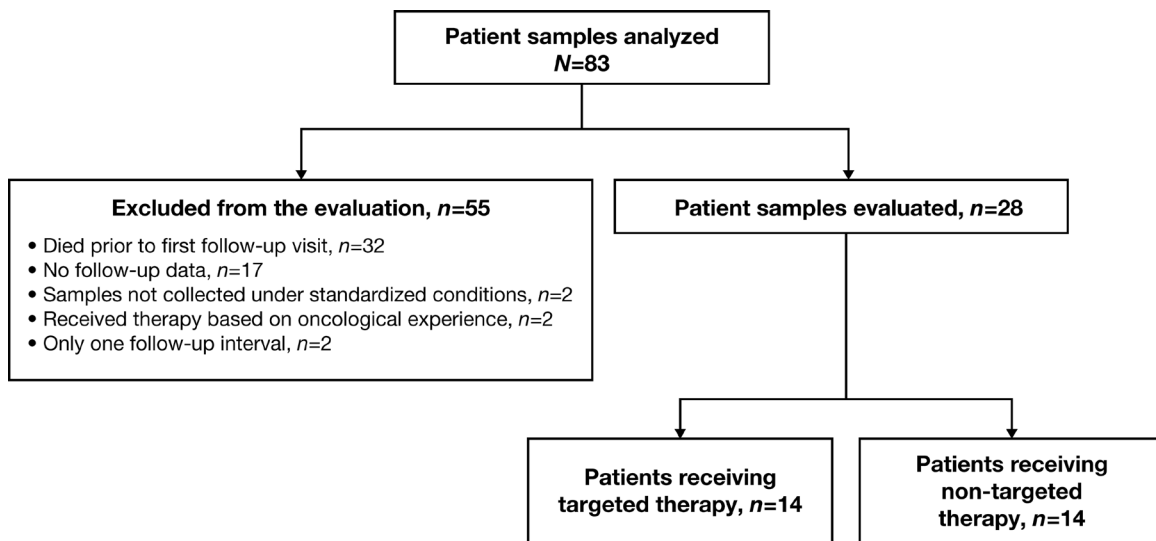 Patient samples analyzed
N=83
Excluded from the evaluation, n=55
• Died prior to first follow-up visit, n=32
• No follow-up data, n=17
• Samples not collected under standardized conditions, n=2
• Received therapy based on oncological experience, n=2
• Only one follow-up interval, n=2
Patient samples evaluated, n=28
Patients receiving
targeted therapy, n=14
Patients receiving
non-targeted
therapy, n=14